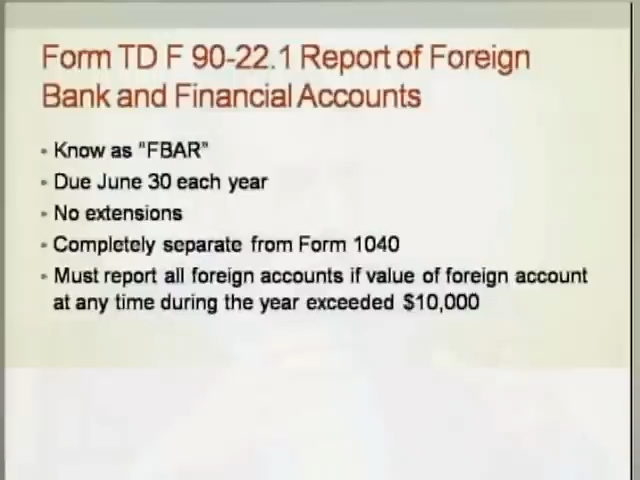 Form TD F 90-22.1 Report of Foreign
Bank and Financial Accounts
• Know as "FBAR"
• Due June 30 each year
• No extensions
• Completely separate from Form 1040
• Must report all foreign accounts if value of foreign account
at any time during the year exceeded $10,000